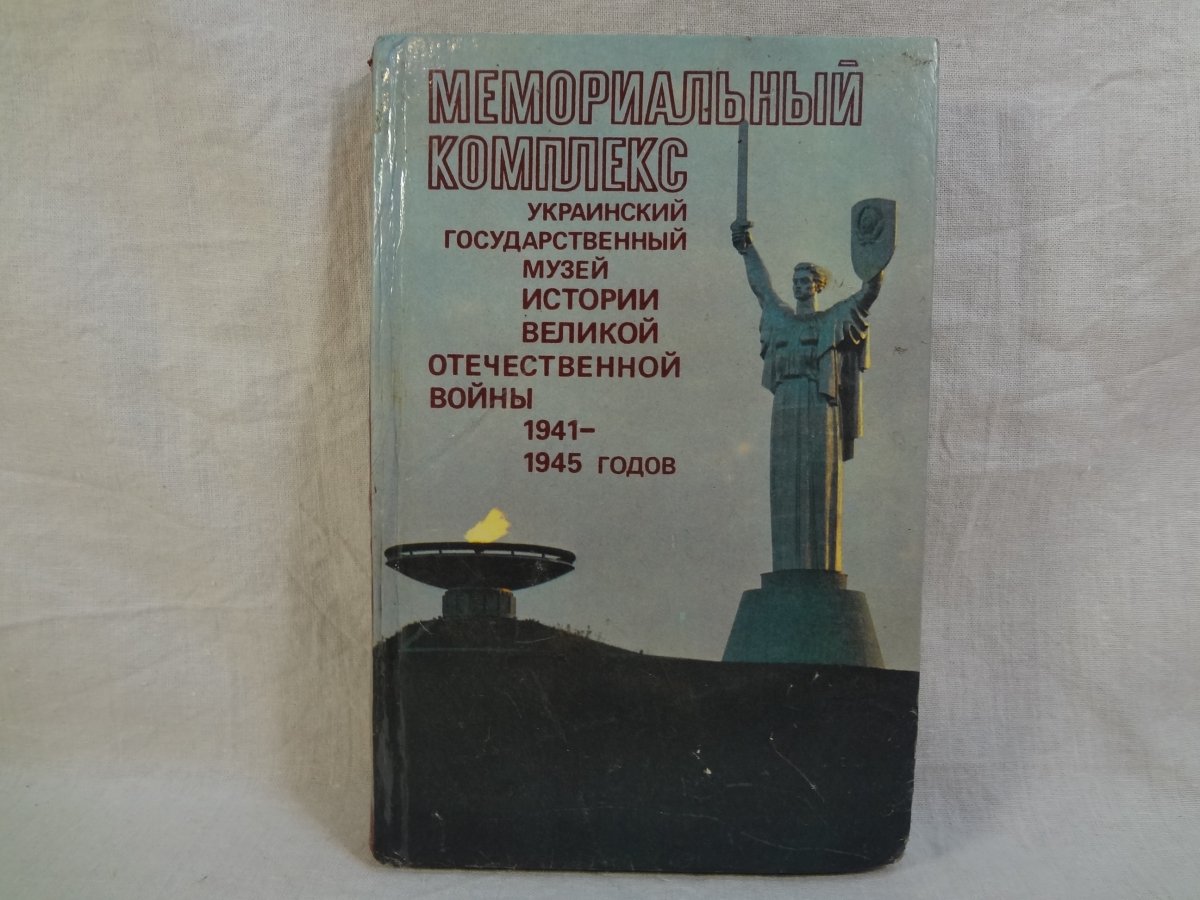 МЕМОРИАЛЬНЫЙ
КОМПЛЕКС
УКРАИНСКИЙ
ГОСУДАРСТВЕННЫЙ
МУЗЕЙ
ИСТОРИИ
ВЕЛИКОЙ
ОТЕЧЕСТВЕННОЙ
ВОЙНЫ
1941–
1945 ГОДОВ